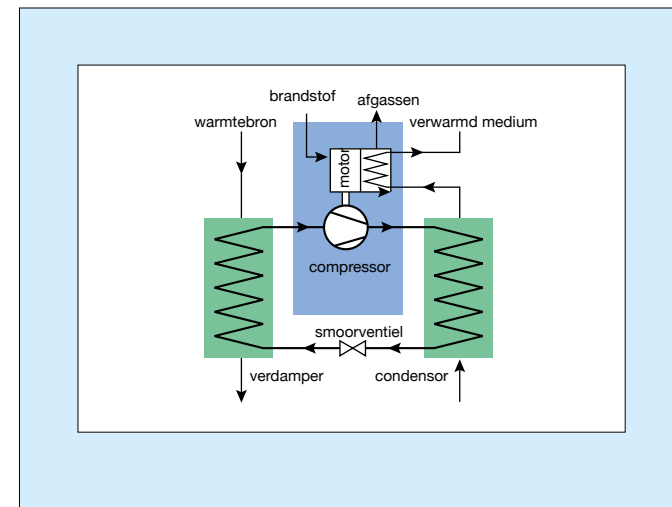 brandstof
afgassen
warmtebron
verwarmd medium
motor
compressor
smoorventiel
verdamper
condensor